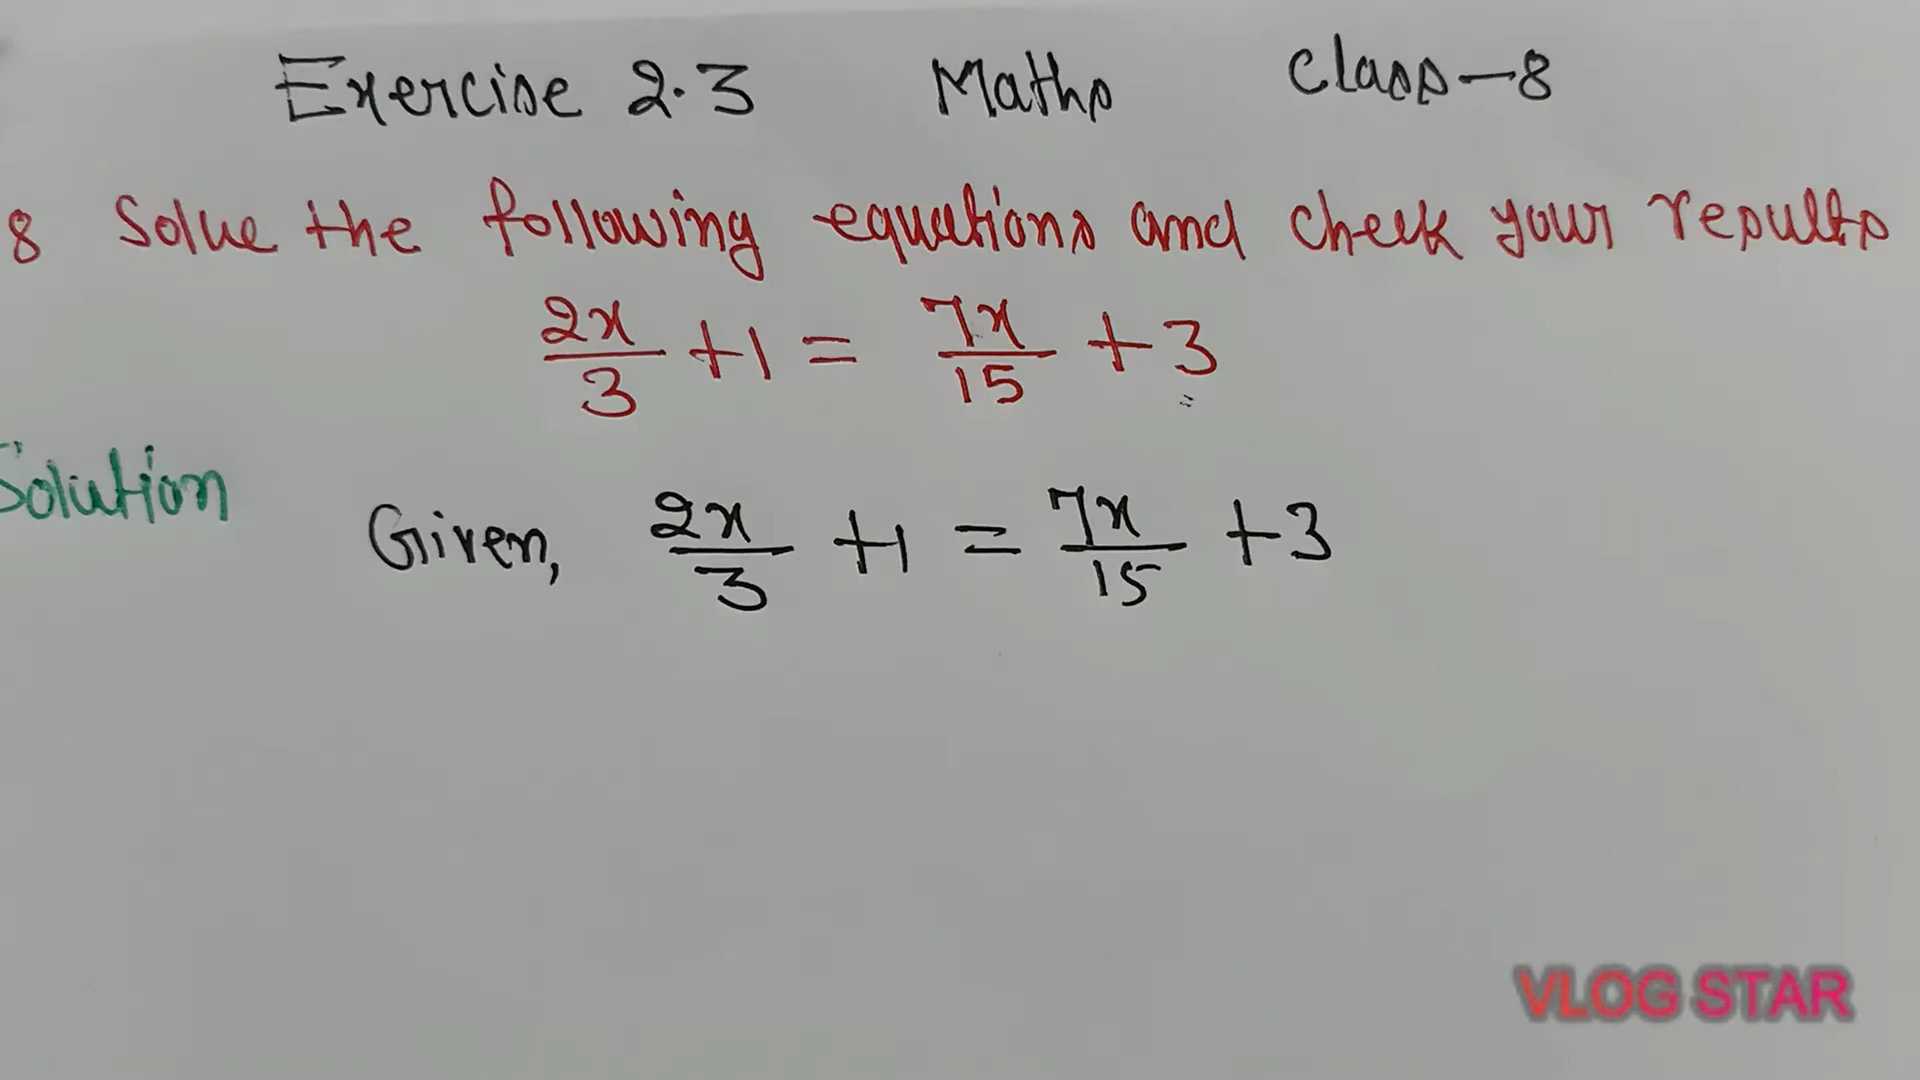 Exercise 2.3 Maths Class-8
8 Solve the following equations and check your results
2x/3 +1 = 7x/15 +3
Solution
Given, 2x/3 +1 = 7x/15 +3
VLOG STAR